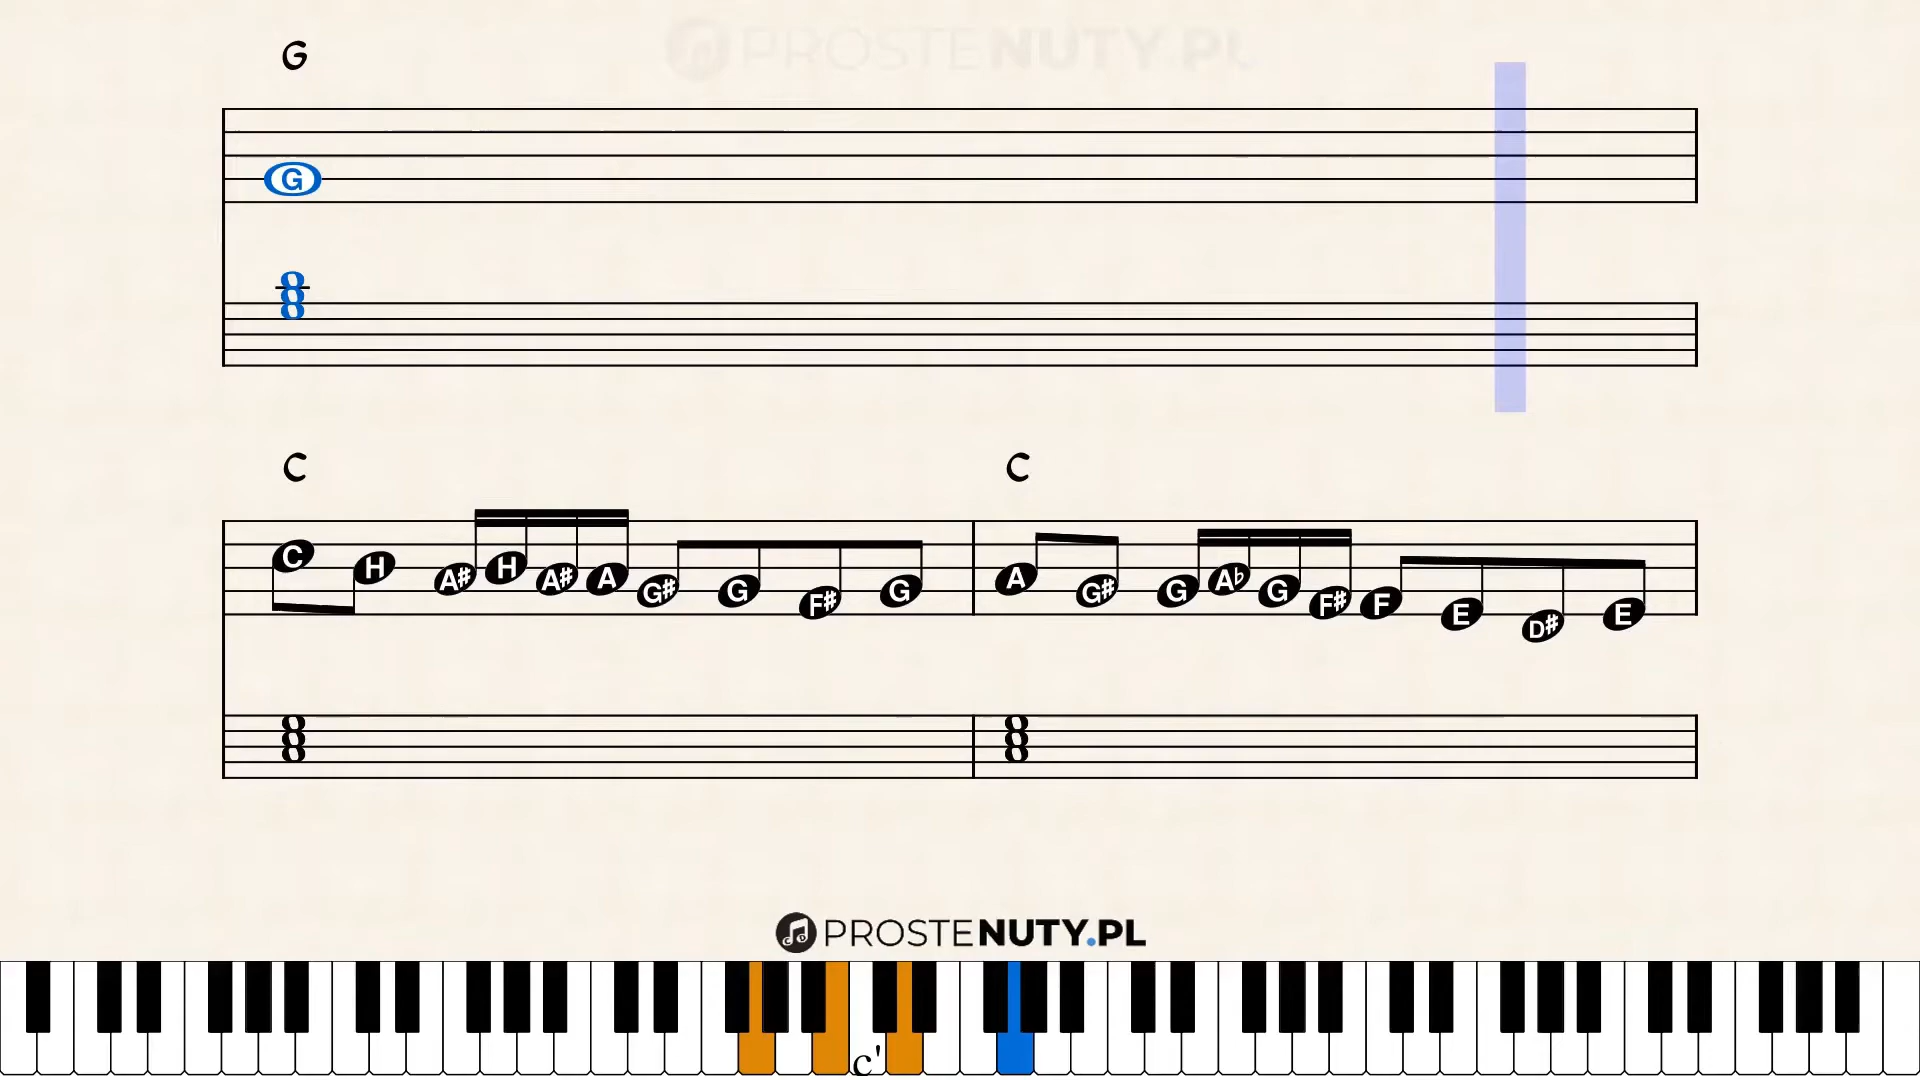 PROSTENUTY.PL
G
G
C C
C H A# H A# A G# G F# G A G# G A♭ G F# F E D# E
PROSTENUTY.PL
c'